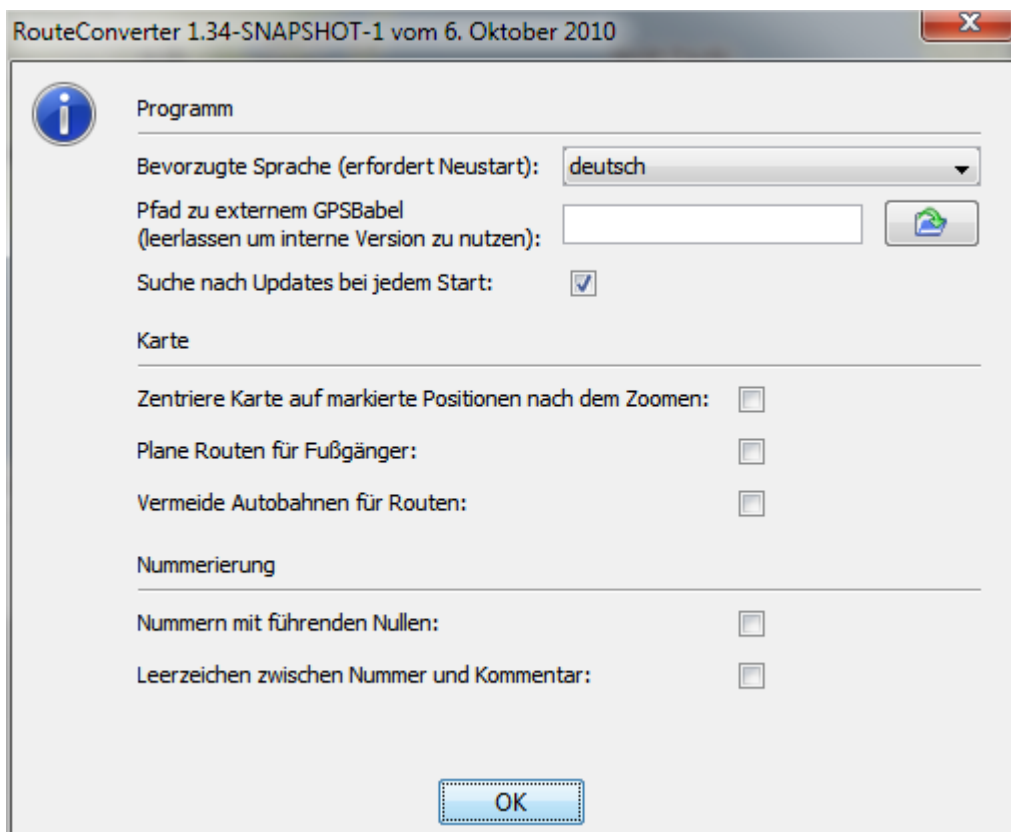 RouteConverter 1.34-SNAPSHOT-1 vom 6. Oktober 2010
Programm
Bevorzugte Sprache (erfordert Neustart): deutsch
Pfad zu externem GPSBabel
(leerlassen um interne Version zu nutzen):
Suche nach Updates bei jedem Start:
Karte
Zentriere Karte auf markierte Positionen nach dem Zoomen:
Plane Routen für Fußgänger:
Vermeide Autobahnen für Routen:
Nummerierung
Nummern mit führenden Nullen:
Leerzeichen zwischen Nummer und Kommentar:
OK